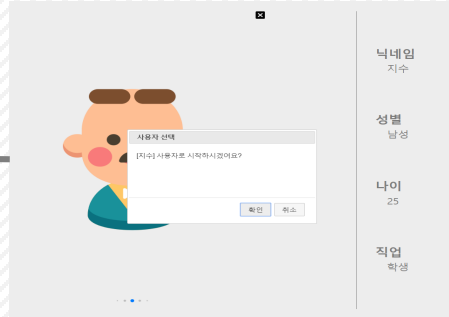 닉네임
지수
성별
남성
나이
25
직업
학생
사용자 선택
[지수] 사용자로 시작하시겠어요?
확인
취소